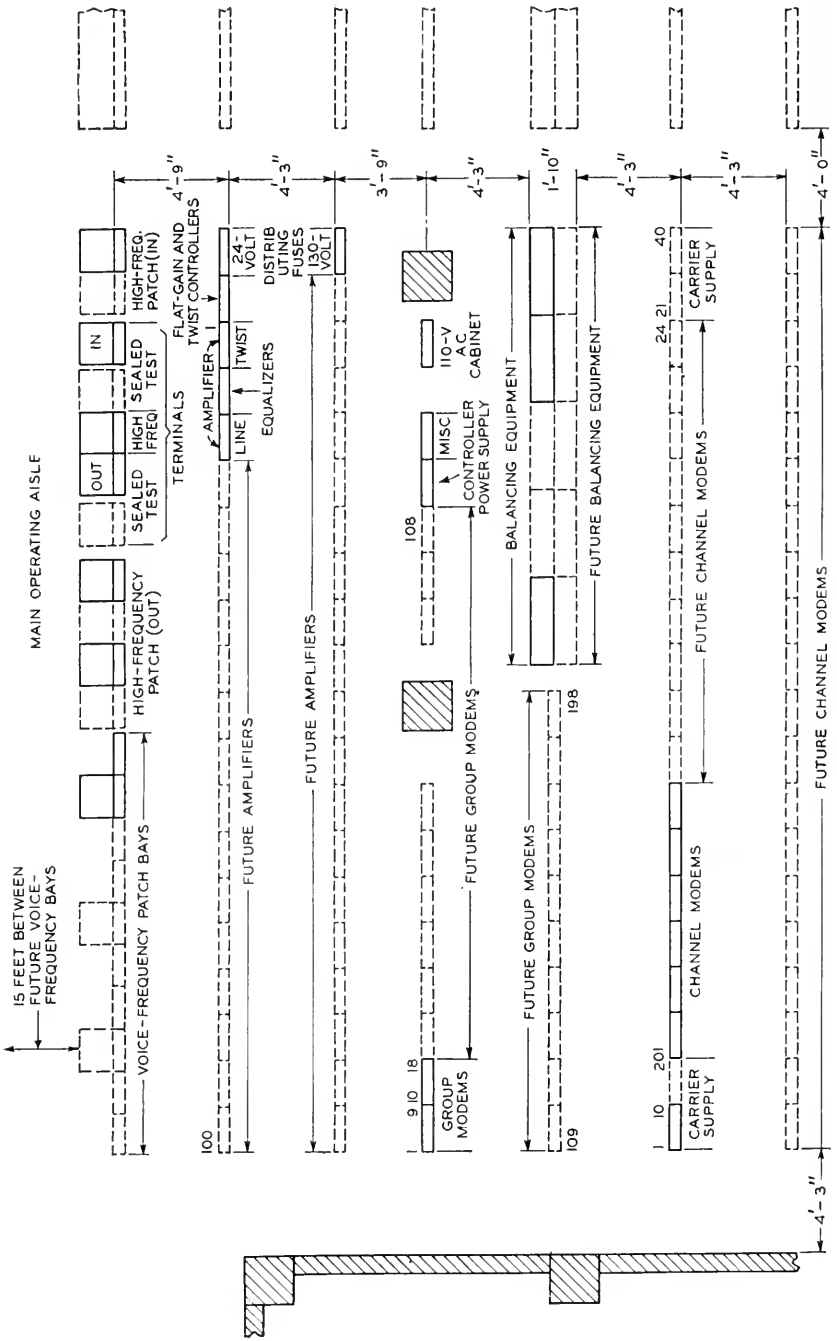 MAIN OPERATING AISLE
15 FEET BETWEEN
FUTURE VOICE-
FREQUENCY BAYS
VOICE-FREQUENCY PATCH BAYS
HIGH-FREQUENCY
PATCH (OUT)
SEALED
TEST
OUT
HIGH
FREQ
SEALED
TEST
IN
TERMINALS
HIGH-FREQ.
PATCH (IN)
4'-9"
100
FUTURE AMPLIFIERS
LINE
AMPLIFIER
EQUALIZERS
TWIST
FLAT-GAIN AND
TWIST CONTROLLERS
24-
VOLT
DISTRIB
UTING
FUSES
130-
VOLT
4'-3"
FUTURE AMPLIFIERS
3'-9"
1
9
10
18
GROUP
MODEMS
FUTURE GROUP MODEMS
108
CONTROLLER
POWER SUPPLY
MISC
110-V
AC
CABINET
4'-3"
FUTURE GROUP MODEMS
109
198
BALANCING EQUIPMENT
FUTURE BALANCING EQUIPMENT
1'-10"
4'-3"
1
10
201
CARRIER
SUPPLY
CHANNEL MODEMS
FUTURE CHANNEL MODEMS
24
21
40
CARRIER
SUPPLY
4'-3"
4'-3"
FUTURE CHANNEL MODEMS
4'-0"